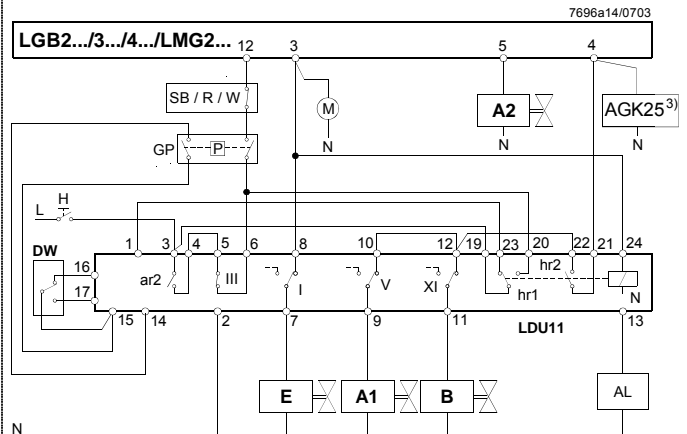 7696a14/0703
LGB2.../3.../4.../LMG2...
12 3 5 4
SB / R / W
M
A2
AGK25 3)
N N N
GP P
L H
1 3 4 5 6 8 10 12 19 23 20 22 21 24
DW
16
17
ar2 III I V XI hr1 hr2 N
15 14 2 7 9 11 LDU11 13
E A1 B AL
N